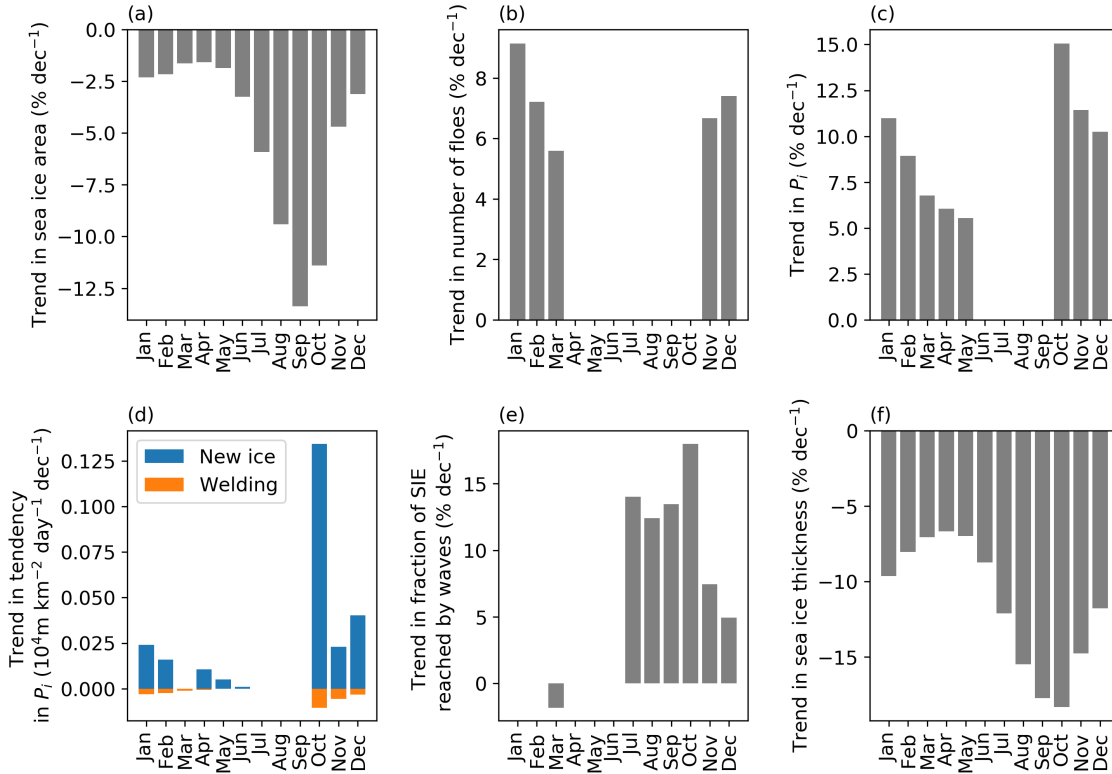 (a)
Trend in sea ice area (% dec⁻¹)
0.0
−2.5
−5.0
−7.5
−10.0
−12.5
Jan Feb Mar Apr May Jun Jul Aug Sep Oct Nov Dec
(b)
Trend in number of floes (% dec⁻¹)
8
6
4
2
0
Jan Feb Mar Apr May Jun Jul Aug Sep Oct Nov Dec
(c)
Trend in Pᵢ (% dec⁻¹)
15.0
12.5
10.0
7.5
5.0
2.5
0.0
Jan Feb Mar Apr May Jun Jul Aug Sep Oct Nov Dec
(d)
Trend in tendency
in Pᵢ (10⁴m km⁻² day⁻¹ dec⁻¹)
0.125
0.100
0.075
0.050
0.025
0.000
New ice
Welding
Jan Feb Mar Apr May Jun Jul Aug Sep Oct Nov Dec
(e)
Trend in fraction of SIE
reached by waves (% dec⁻¹)
15
10
5
0
Jan Feb Mar Apr May Jun Jul Aug Sep Oct Nov Dec
(f)
Trend in sea ice thickness (% dec⁻¹)
0
−5
−10
−15
Jan Feb Mar Apr May Jun Jul Aug Sep Oct Nov Dec